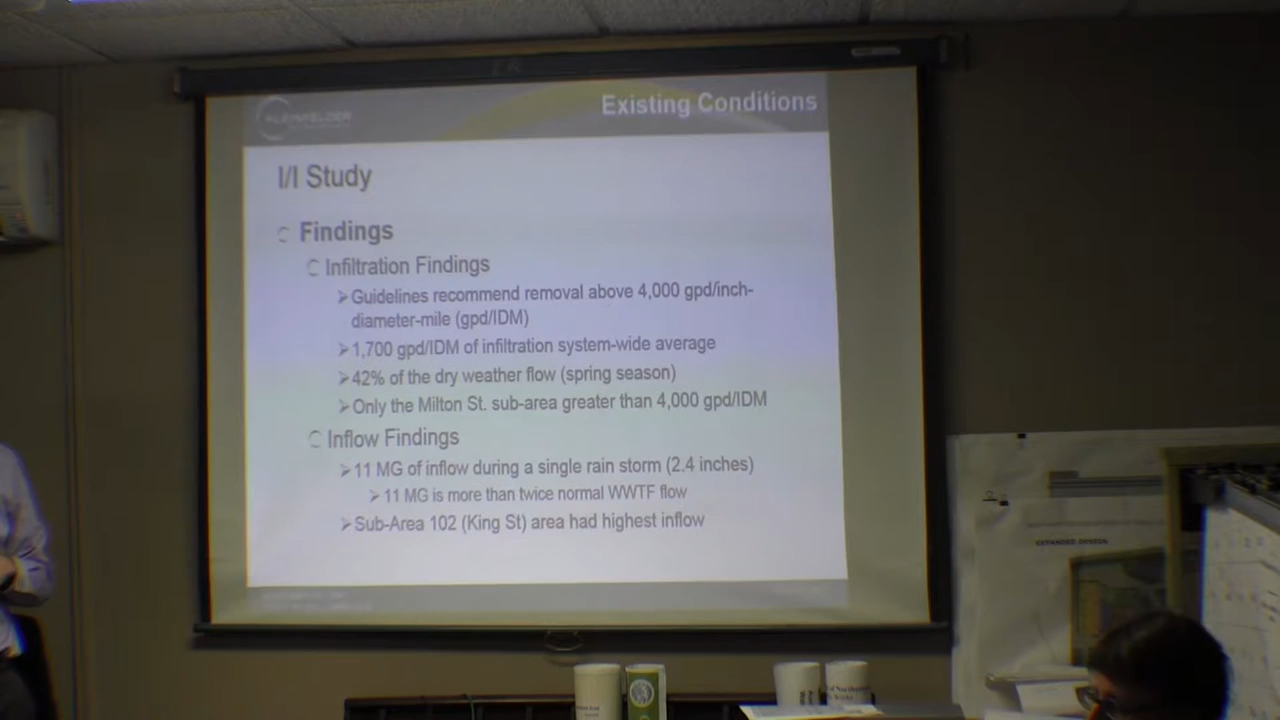 KLEINFELDER
Existing Conditions
I/I Study
Findings
Infiltration Findings
Guidelines recommend removal above 4,000 gpd/inch-
diameter-mile (gpd/IDM)
1,700 gpd/IDM of infiltration system-wide average
42% of the dry weather flow (spring season)
Only the Milton St. sub-area greater than 4,000 gpd/IDM
Inflow Findings
11 MG of inflow during a single rain storm (2.4 inches)
11 MG is more than twice normal WWTF flow
Sub-Area 102 (King St) area had highest inflow
EXPANDED DESIGN